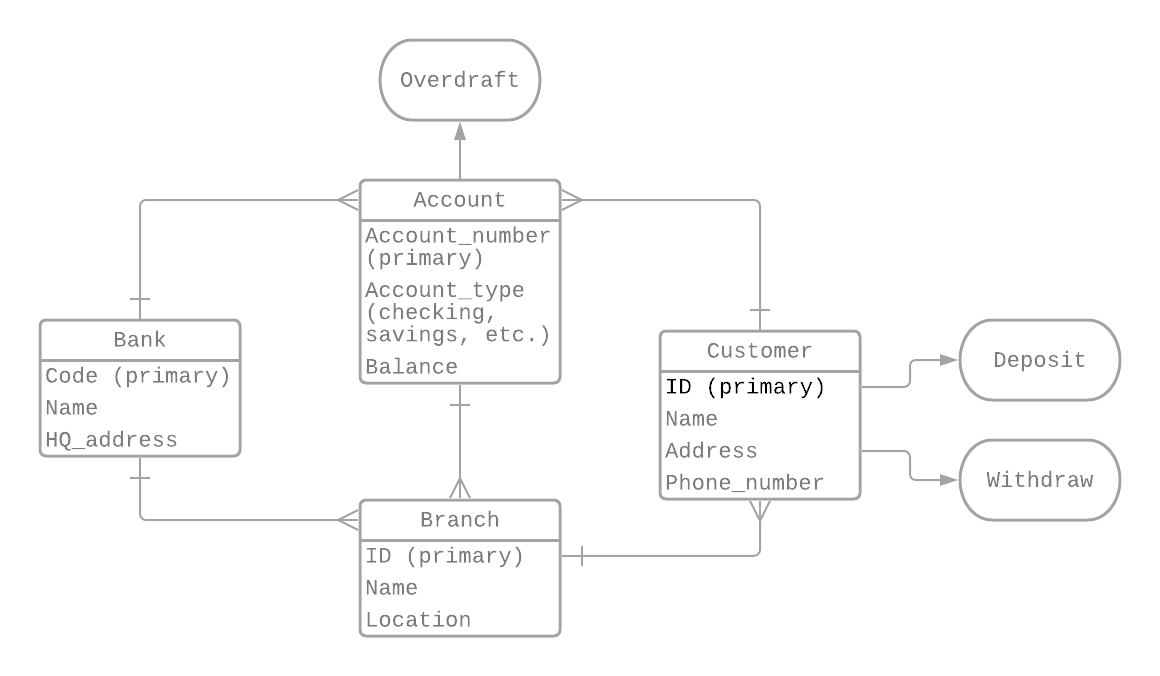 Overdraft
Account
Account_number
(primary)
Account_type
(checking,
savings, etc.)
Balance
Bank
Code (primary)
Name
HQ_address
Customer
ID (primary)
Name
Address
Phone_number
Deposit
Withdraw
Branch
ID (primary)
Name
Location